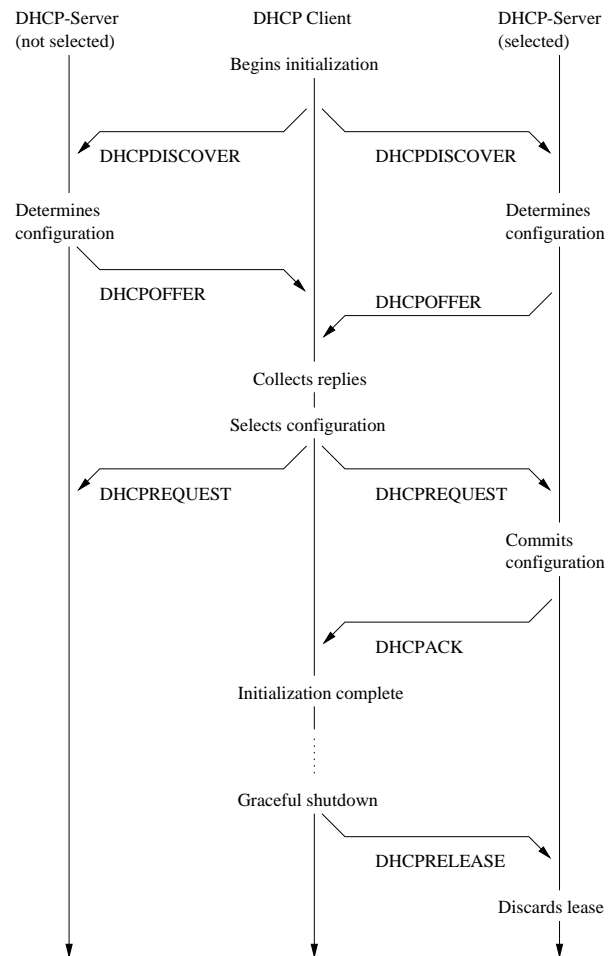 DHCP-Server
(not selected)
DHCP Client
DHCP-Server
(selected)
Begins initialization
DHCPDISCOVER
DHCPDISCOVER
Determines
configuration
Determines
configuration
DHCPOFFER
DHCPOFFER
Collects replies
Selects configuration
DHCPREQUEST
DHCPREQUEST
Commits
configuration
DHCPACK
Initialization complete
Graceful shutdown
DHCPRELEASE
Discards lease